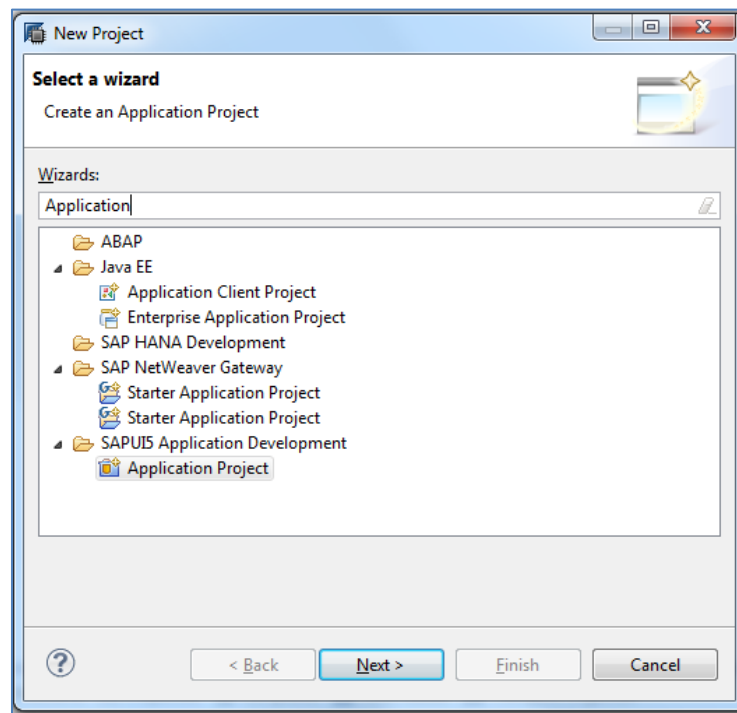 New Project
Select a wizard
Create an Application Project
Wizards:
Application
ABAP
Java EE
Application Client Project
Enterprise Application Project
SAP HANA Development
SAP NetWeaver Gateway
Starter Application Project
Starter Application Project
SAPUI5 Application Development
Application Project
? < Back Next > Finish Cancel